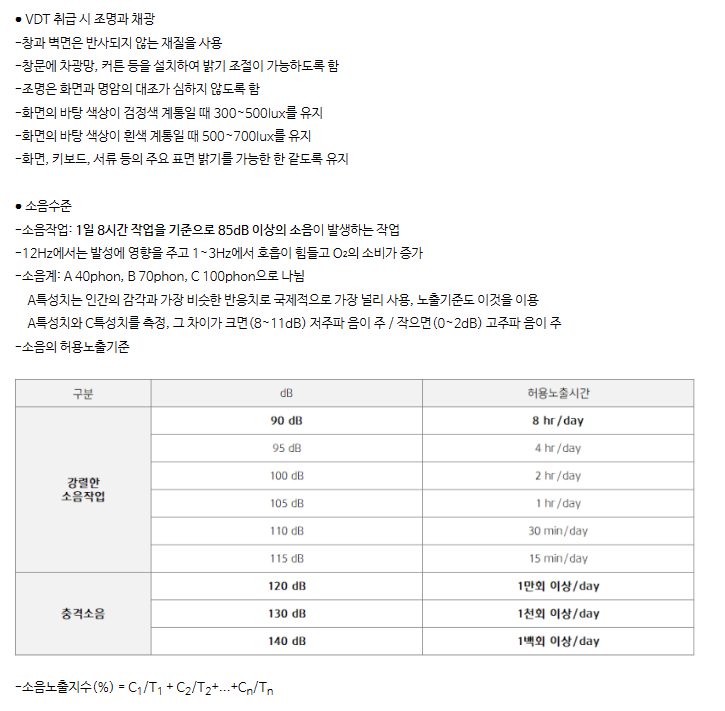 ● VDT 취급 시 조명과 채광
-창과 벽면은 반사되지 않는 재질을 사용
-창문에 차광망, 커튼 등을 설치하여 밝기 조절이 가능하도록 함
-조명은 화면과 명암의 대조가 심하지 않도록 함
-화면의 바탕 색상이 검정색 계통일 때 300~500lux를 유지
-화면의 바탕 색상이 흰색 계통일 때 500~700lux를 유지
-화면, 키보드, 서류 등의 주요 표면 밝기를 가능한 한 같도록 유지
● 소음수준
-소음작업: 1일 8시간 작업을 기준으로 85dB 이상의 소음이 발생하는 작업
-12Hz에서는 발성에 영향을 주고 1~3Hz에서 호흡이 힘들고 O₂의 소비가 증가
-소음계: A 40phon, B 70phon, C 100phon으로 나뉨
A특성치는 인간의 감각과 가장 비슷한 반응치로 국제적으로 가장 널리 사용, 노출기준도 이것을 이용
A특성치와 C특성치를 측정, 그 차이가 크면(8~11dB) 저주파 음이 주 / 작으면(0~2dB) 고주파 음이 주
-소음의 허용노출기준
구분 dB 허용노출시간
강렬한 소음작업 90 dB 8 hr/day
95 dB 4 hr/day
100 dB 2 hr/day
105 dB 1 hr/day
110 dB 30 min/day
115 dB 15 min/day
충격소음 120 dB 1만회 이상/day
130 dB 1천회 이상/day
140 dB 1백회 이상/day
-소음노출지수(%) = C₁/T₁ + C₂/T₂+...+Cₙ/Tₙ